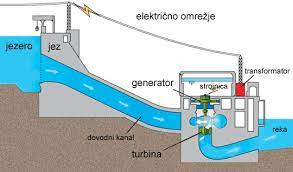 električno omrežje
jezero
jez
generator
strojnica
transformator
dovodni kanal
turbina
reka